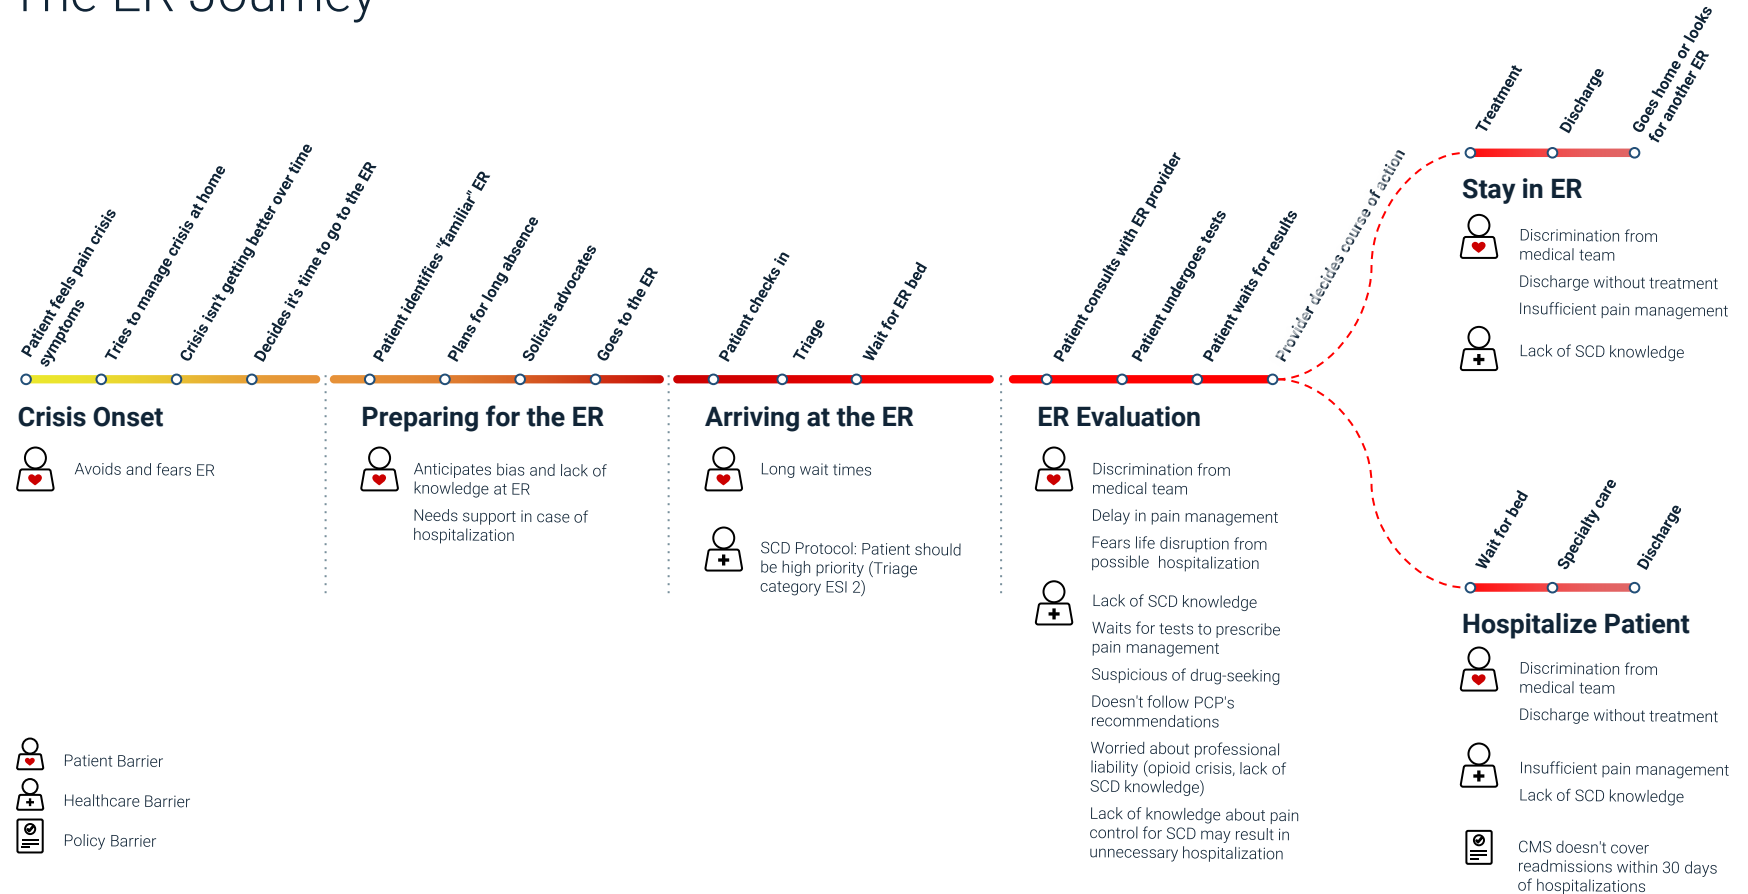 The ER Journey
Patient feels pain crisis
symptoms
Tries to manage crisis at home
Crisis isn't getting better over time
Decides it's time to go to the ER
Crisis Onset
Avoids and fears ER
Patient identifies "familiar" ER
Plans for long absence
Solicits advocates
Goes to the ER
Preparing for the ER
Anticipates bias and lack of
knowledge at ER
Needs support in case of
hospitalization
Patient checks in
Triage
Wait for ER bed
Arriving at the ER
Long wait times
SCD Protocol: Patient should
be high priority (Triage
category ESI 2)
Patient consults with ER provider
Patient undergoes tests
Patient waits for results
Provider decides course of action
ER Evaluation
Discrimination from
medical team
Delay in pain management
Fears life disruption from
possible hospitalization
Lack of SCD knowledge
Waits for tests to prescribe
pain management
Suspicious of drug-seeking
Doesn't follow PCP's
recommendations
Worried about professional
liability (opioid crisis, lack of
SCD knowledge)
Lack of knowledge about pain
control for SCD may result in
unnecessary hospitalization
Treatment
Discharge
Goes home or looks
for another ER
Stay in ER
Discrimination from
medical team
Discharge without treatment
Insufficient pain management
Lack of SCD knowledge
Wait for bed
Specialty care
Discharge
Hospitalize Patient
Discrimination from
medical team
Discharge without treatment
Insufficient pain management
Lack of SCD knowledge
CMS doesn't cover
readmissions within 30 days
of hospitalizations
Patient Barrier
Healthcare Barrier
Policy Barrier